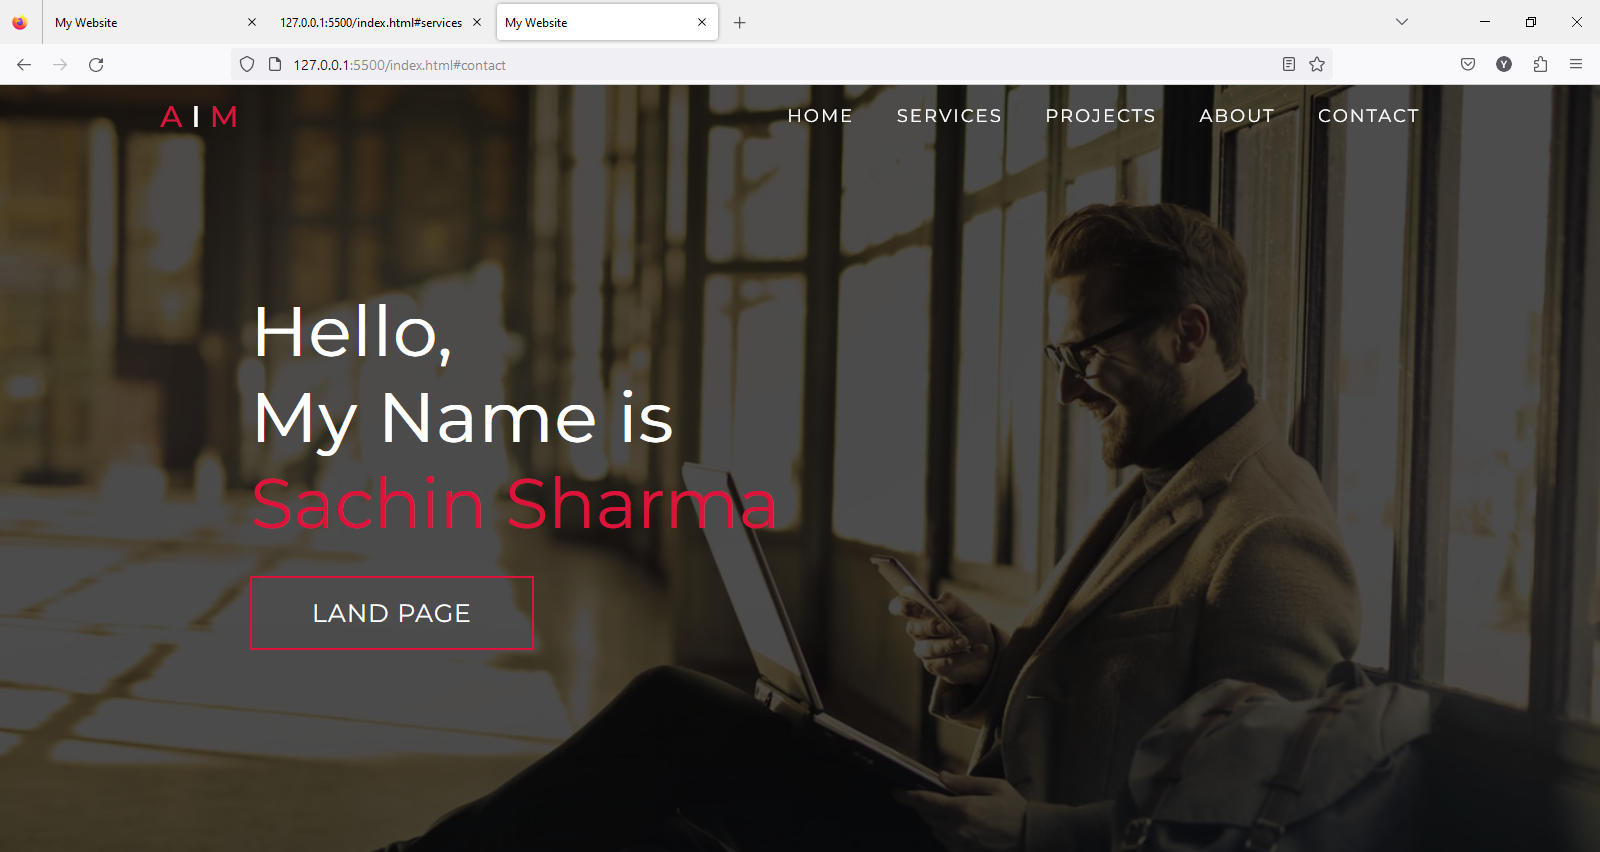 My Website
127.0.0.1:5500/index.html#services
My Website
127.0.0.1:5500/index.html#contact
Y
A I M
HOME SERVICES PROJECTS ABOUT CONTACT
Hello,
My Name is
Sachin Sharma
LAND PAGE